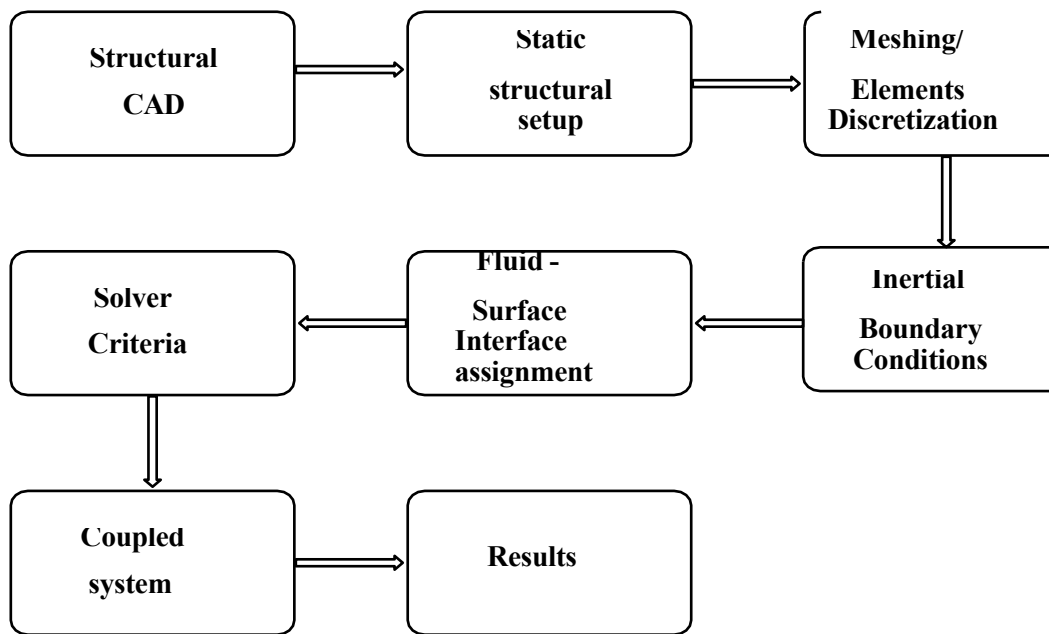 Structural
CAD
Static
structural
setup
Meshing/
Elements
Discretization
Inertial
Boundary
Conditions
Fluid -
Surface
Interface
assignment
Solver
Criteria
Coupled
system
Results